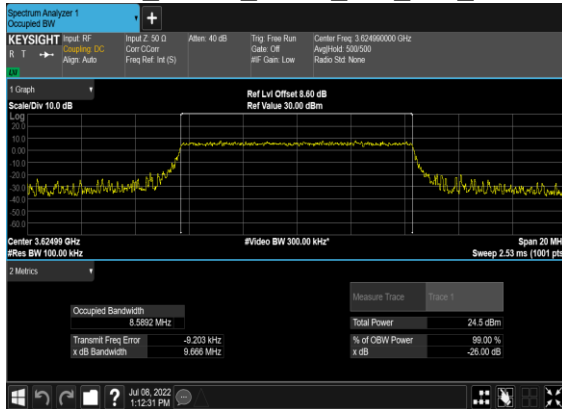 Spectrum Analyzer 1
Occupied BW
KEYSIGHT
R T
LW
Input: RF
Coupling: DC
Align: Auto
Input Z: 50 Ω
Corr CCorr
Freq Ref: Int (S)
Atten: 40 dB
Trig: Free Run
Gate: Off
#IF Gain: Low
Center Freq: 3.624990000 GHz
Avg|Hold: 500/500
Radio Std: None
1 Graph
Scale/Div 10.0 dB
Ref Lvl Offset 8.60 dB
Ref Value 30.00 dBm
Log
20.0
10.0
0.00
-10.0
-20.0
-30.0
-40.0
-50.0
-60.0
Center 3.62499 GHz
#Res BW 100.00 kHz
#Video BW 300.00 kHz*
Span 20 MH
Sweep 2.53 ms (1001 pts
2 Metrics
Measure Trace
Trace 1
Occupied Bandwidth
8.5892 MHz
Total Power
24.5 dBm
Transmit Freq Error
-9.203 kHz
% of OBW Power
99.00 %
x dB Bandwidth
9.666 MHz
x dB
-26.00 dB
?
Jul 08, 2022
1:12:31 PM